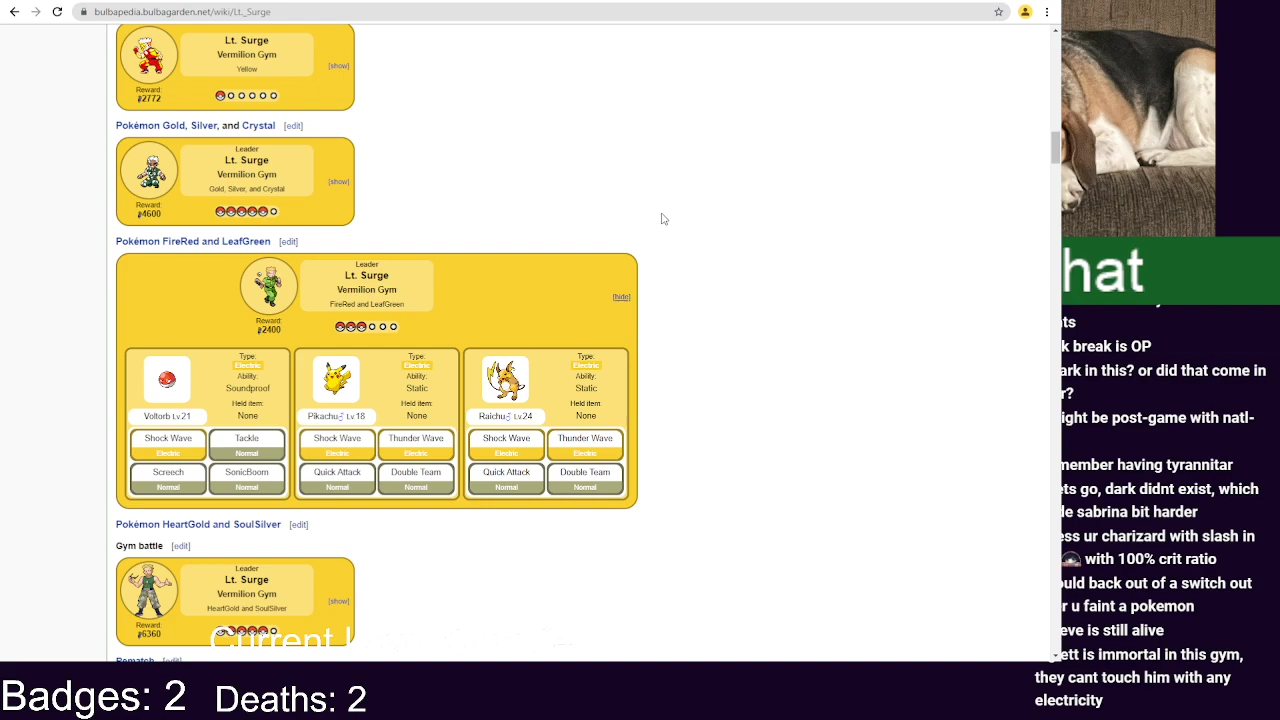 bulbapedia.bulbagarden.net/wiki/Lt._Surge
Lt. Surge
Vermilion Gym
Yellow
[show]
Reward:
₽2772
Pokémon Gold, Silver, and Crystal [edit]
Leader
Lt. Surge
Vermilion Gym
Gold, Silver, and Crystal
[show]
Reward:
₽4600
Pokémon FireRed and LeafGreen [edit]
Leader
Lt. Surge
Vermilion Gym
FireRed and LeafGreen
[hide]
Reward:
₽2400
Type:
Electric
Ability:
Soundproof
Held item:
None
Voltorb Lv.21
Shock Wave
Electric
Tackle
Normal
Screech
Normal
SonicBoom
Normal
Type:
Electric
Ability:
Static
Held item:
None
Pikachu♂ Lv.18
Shock Wave
Electric
Thunder Wave
Electric
Quick Attack
Normal
Double Team
Normal
Type:
Electric
Ability:
Static
Held item:
None
Raichu♂ Lv.24
Shock Wave
Electric
Thunder Wave
Electric
Quick Attack
Normal
Double Team
Normal
Pokémon HeartGold and SoulSilver [edit]
Gym battle [edit]
Leader
Lt. Surge
Vermilion Gym
HeartGold and SoulSilver
[show]
Reward:
₽6360
Current
Rematch [edit]
Badges: 2
Deaths: 2
hat
nts
k break is OP
ark in this? or did that come in
r?
ight be post-game with nati-
member having tyranitar
ets go, dark didnt exist, which
de sabrina bit harder
ess ur charizard with slash in
with 100% crit ratio
ould back out of a switch out
r u faint a pokemon
eve is still alive
ett is immortal in this gym,
they cant touch him with any
electricity